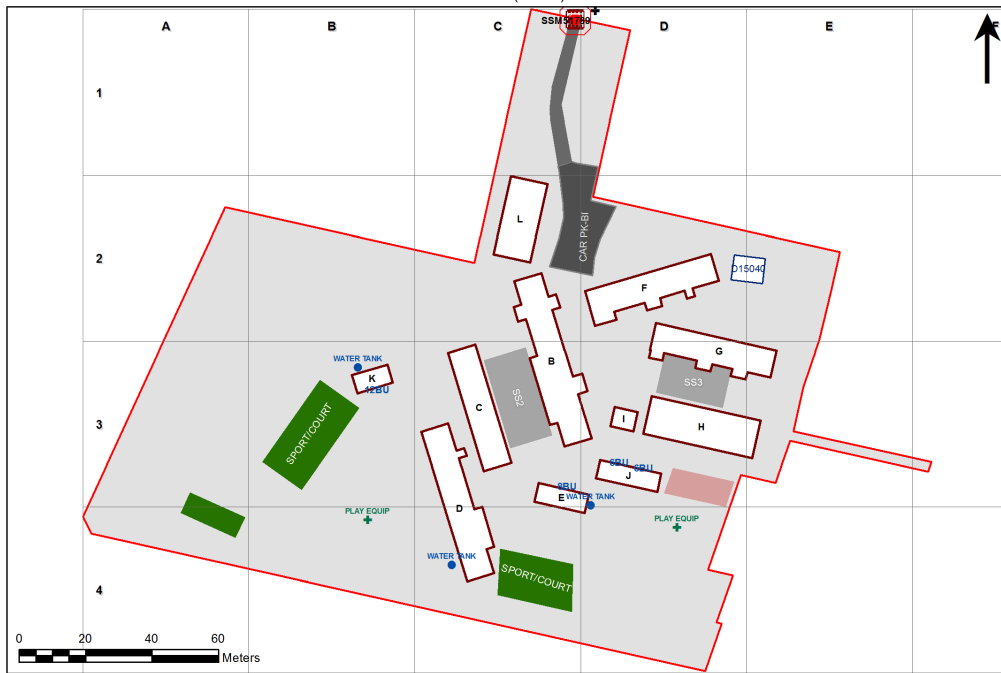 A
B
C
SSM51780
D
E
F
1
L
CAR PK-BI
2
F
D15040
G
WATER TANK
B
K
12BU
SS3
SS2
C
SPORT/COURT
3
I
H
6BU
6BU
J
8BU
E
WATER TANK
D
PLAY EQUIP
PLAY EQUIP
WATER TANK
SPORT/COURT
4
0 20 40 60
Meters